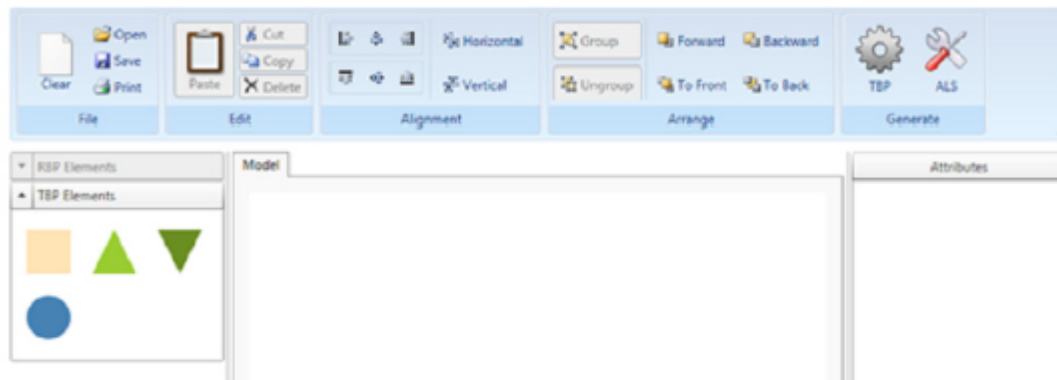 Clear
Open
Save
Print
File
Paste
Cut
Copy
Delete
Edit
Horizontal
Vertical
Alignment
Group
Ungroup
Forward
Backward
To Front
To Back
Arrange
TBP
ALS
Generate
RBP Elements
TBP Elements
Model
Attributes